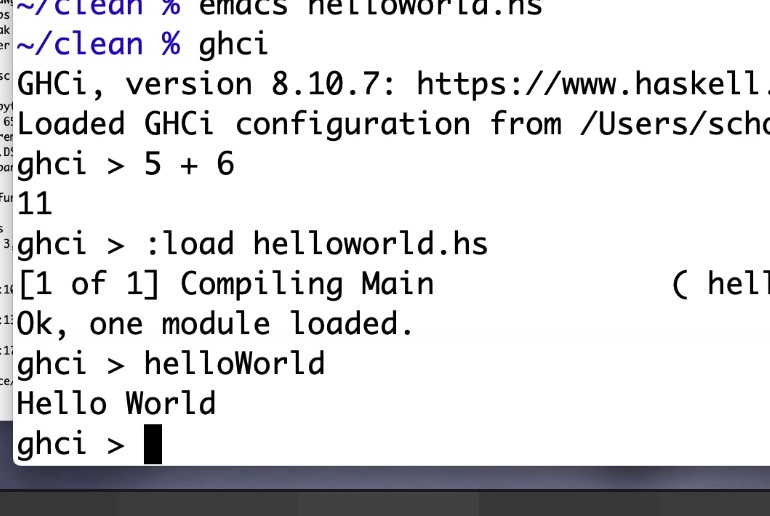 ~/clean % emacs helloworld.hs
~/clean % ghci
GHCi, version 8.10.7: https://www.haskell.
Loaded GHCi configuration from /Users/scho
ghci > 5 + 6
11
ghci > :load helloworld.hs
[1 of 1] Compiling Main ( hell
Ok, one module loaded.
ghci > helloWorld
Hello World
ghci >